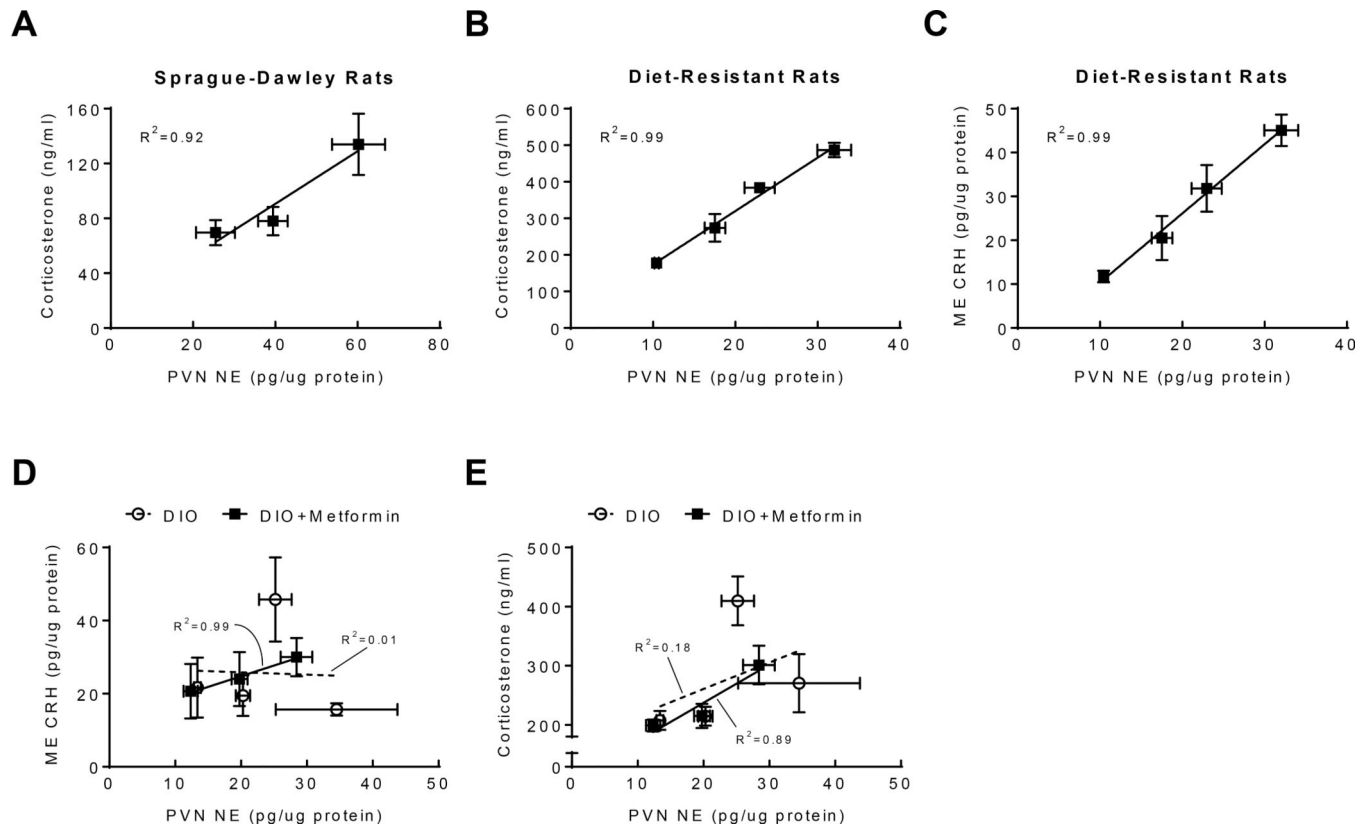 A
Sprague-Dawley Rats
Corticosterone (ng/ml)
160
120
80
40
0
R²=0.92
0
20
40
60
80
PVN NE (pg/ug protein)
B
Diet-Resistant Rats
Corticosterone (ng/ml)
600
500
400
300
200
100
0
R²=0.99
0
10
20
30
40
PVN NE (pg/ug protein)
C
Diet-Resistant Rats
ME CRH (pg/ug protein)
50
40
30
20
10
0
R²=0.99
0
10
20
30
40
PVN NE (pg/ug protein)
D
DIO
DIO+Metformin
ME CRH (pg/ug protein)
60
40
20
0
R²=0.99
R²=0.01
0
10
20
30
40
50
PVN NE (pg/ug protein)
E
DIO
DIO+Metformin
Corticosterone (ng/ml)
500
400
300
200
0
R²=0.18
R²=0.89
0
10
20
30
40
50
PVN NE (pg/ug protein)